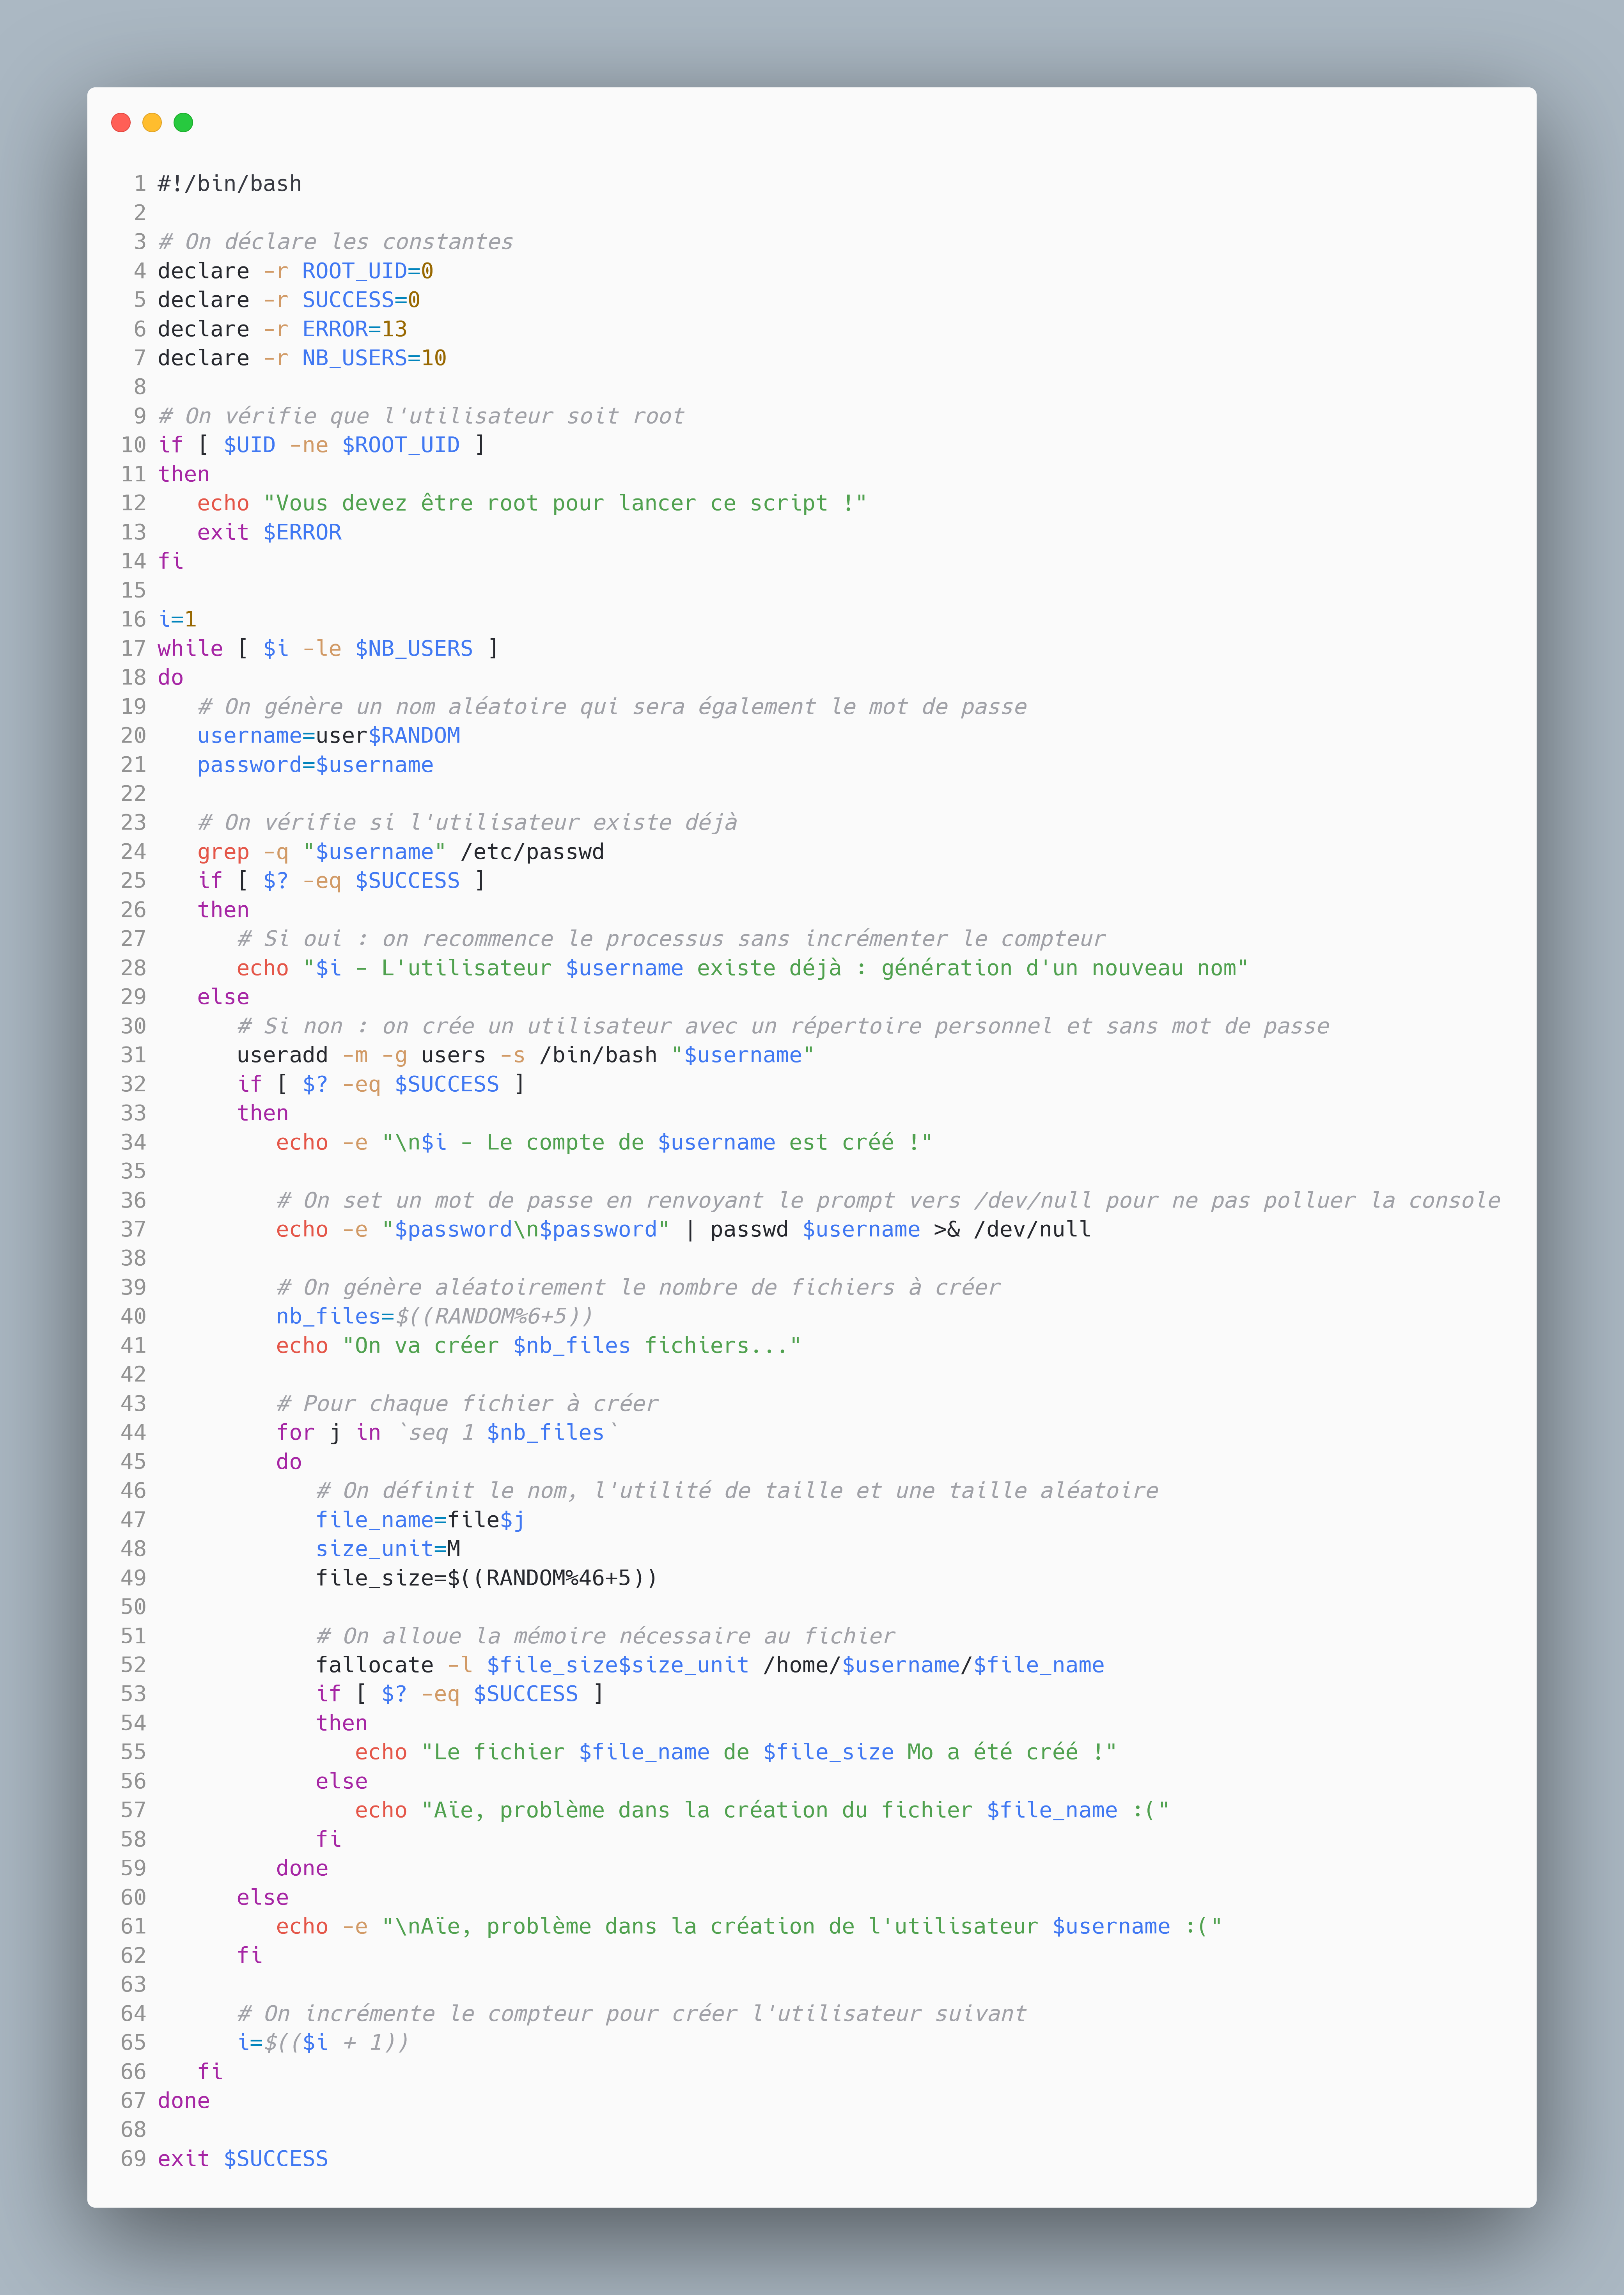 1 #!/bin/bash
2
3 # On déclare les constantes
4 declare -r ROOT_UID=0
5 declare -r SUCCESS=0
6 declare -r ERROR=13
7 declare -r NB_USERS=10
8
9 # On vérifie que l'utilisateur soit root
10 if [ $UID -ne $ROOT_UID ]
11 then
12    echo "Vous devez être root pour lancer ce script !"
13    exit $ERROR
14 fi
15
16 i=1
17 while [ $i -le $NB_USERS ]
18 do
19    # On génère un nom aléatoire qui sera également le mot de passe
20    username=user$RANDOM
21    password=$username
22
23    # On vérifie si l'utilisateur existe déjà
24    grep -q "$username" /etc/passwd
25    if [ $? -eq $SUCCESS ]
26    then
27       # Si oui : on recommence le processus sans incrémenter le compteur
28       echo "$i - L'utilisateur $username existe déjà : génération d'un nouveau nom"
29    else
30       # Si non : on crée un utilisateur avec un répertoire personnel et sans mot de passe
31       useradd -m -g users -s /bin/bash "$username"
32       if [ $? -eq $SUCCESS ]
33       then
34          echo -e "\n$i - Le compte de $username est créé !"
35
36          # On set un mot de passe en renvoyant le prompt vers /dev/null pour ne pas polluer la console
37          echo -e "$password\n$password" | passwd $username >& /dev/null
38
39          # On génère aléatoirement le nombre de fichiers à créer
40          nb_files=$((RANDOM%6+5))
41          echo "On va créer $nb_files fichiers..."
42
43          # Pour chaque fichier à créer
44          for j in `seq 1 $nb_files`
45          do
46             # On définit le nom, l'utilité de taille et une taille aléatoire
47             file_name=file$j
48             size_unit=M
49             file_size=$((RANDOM%46+5))
50
51             # On alloue la mémoire nécessaire au fichier
52             fallocate -l $file_size$size_unit /home/$username/$file_name
53             if [ $? -eq $SUCCESS ]
54             then
55                echo "Le fichier $file_name de $file_size Mo a été créé !"
56             else
57                echo "Aïe, problème dans la création du fichier $file_name :("
58             fi
59          done
60       else
61          echo -e "\nAïe, problème dans la création de l'utilisateur $username :("
62       fi
63
64       # On incrémente le compteur pour créer l'utilisateur suivant
65       i=$(($i + 1))
66    fi
67 done
68
69 exit $SUCCESS